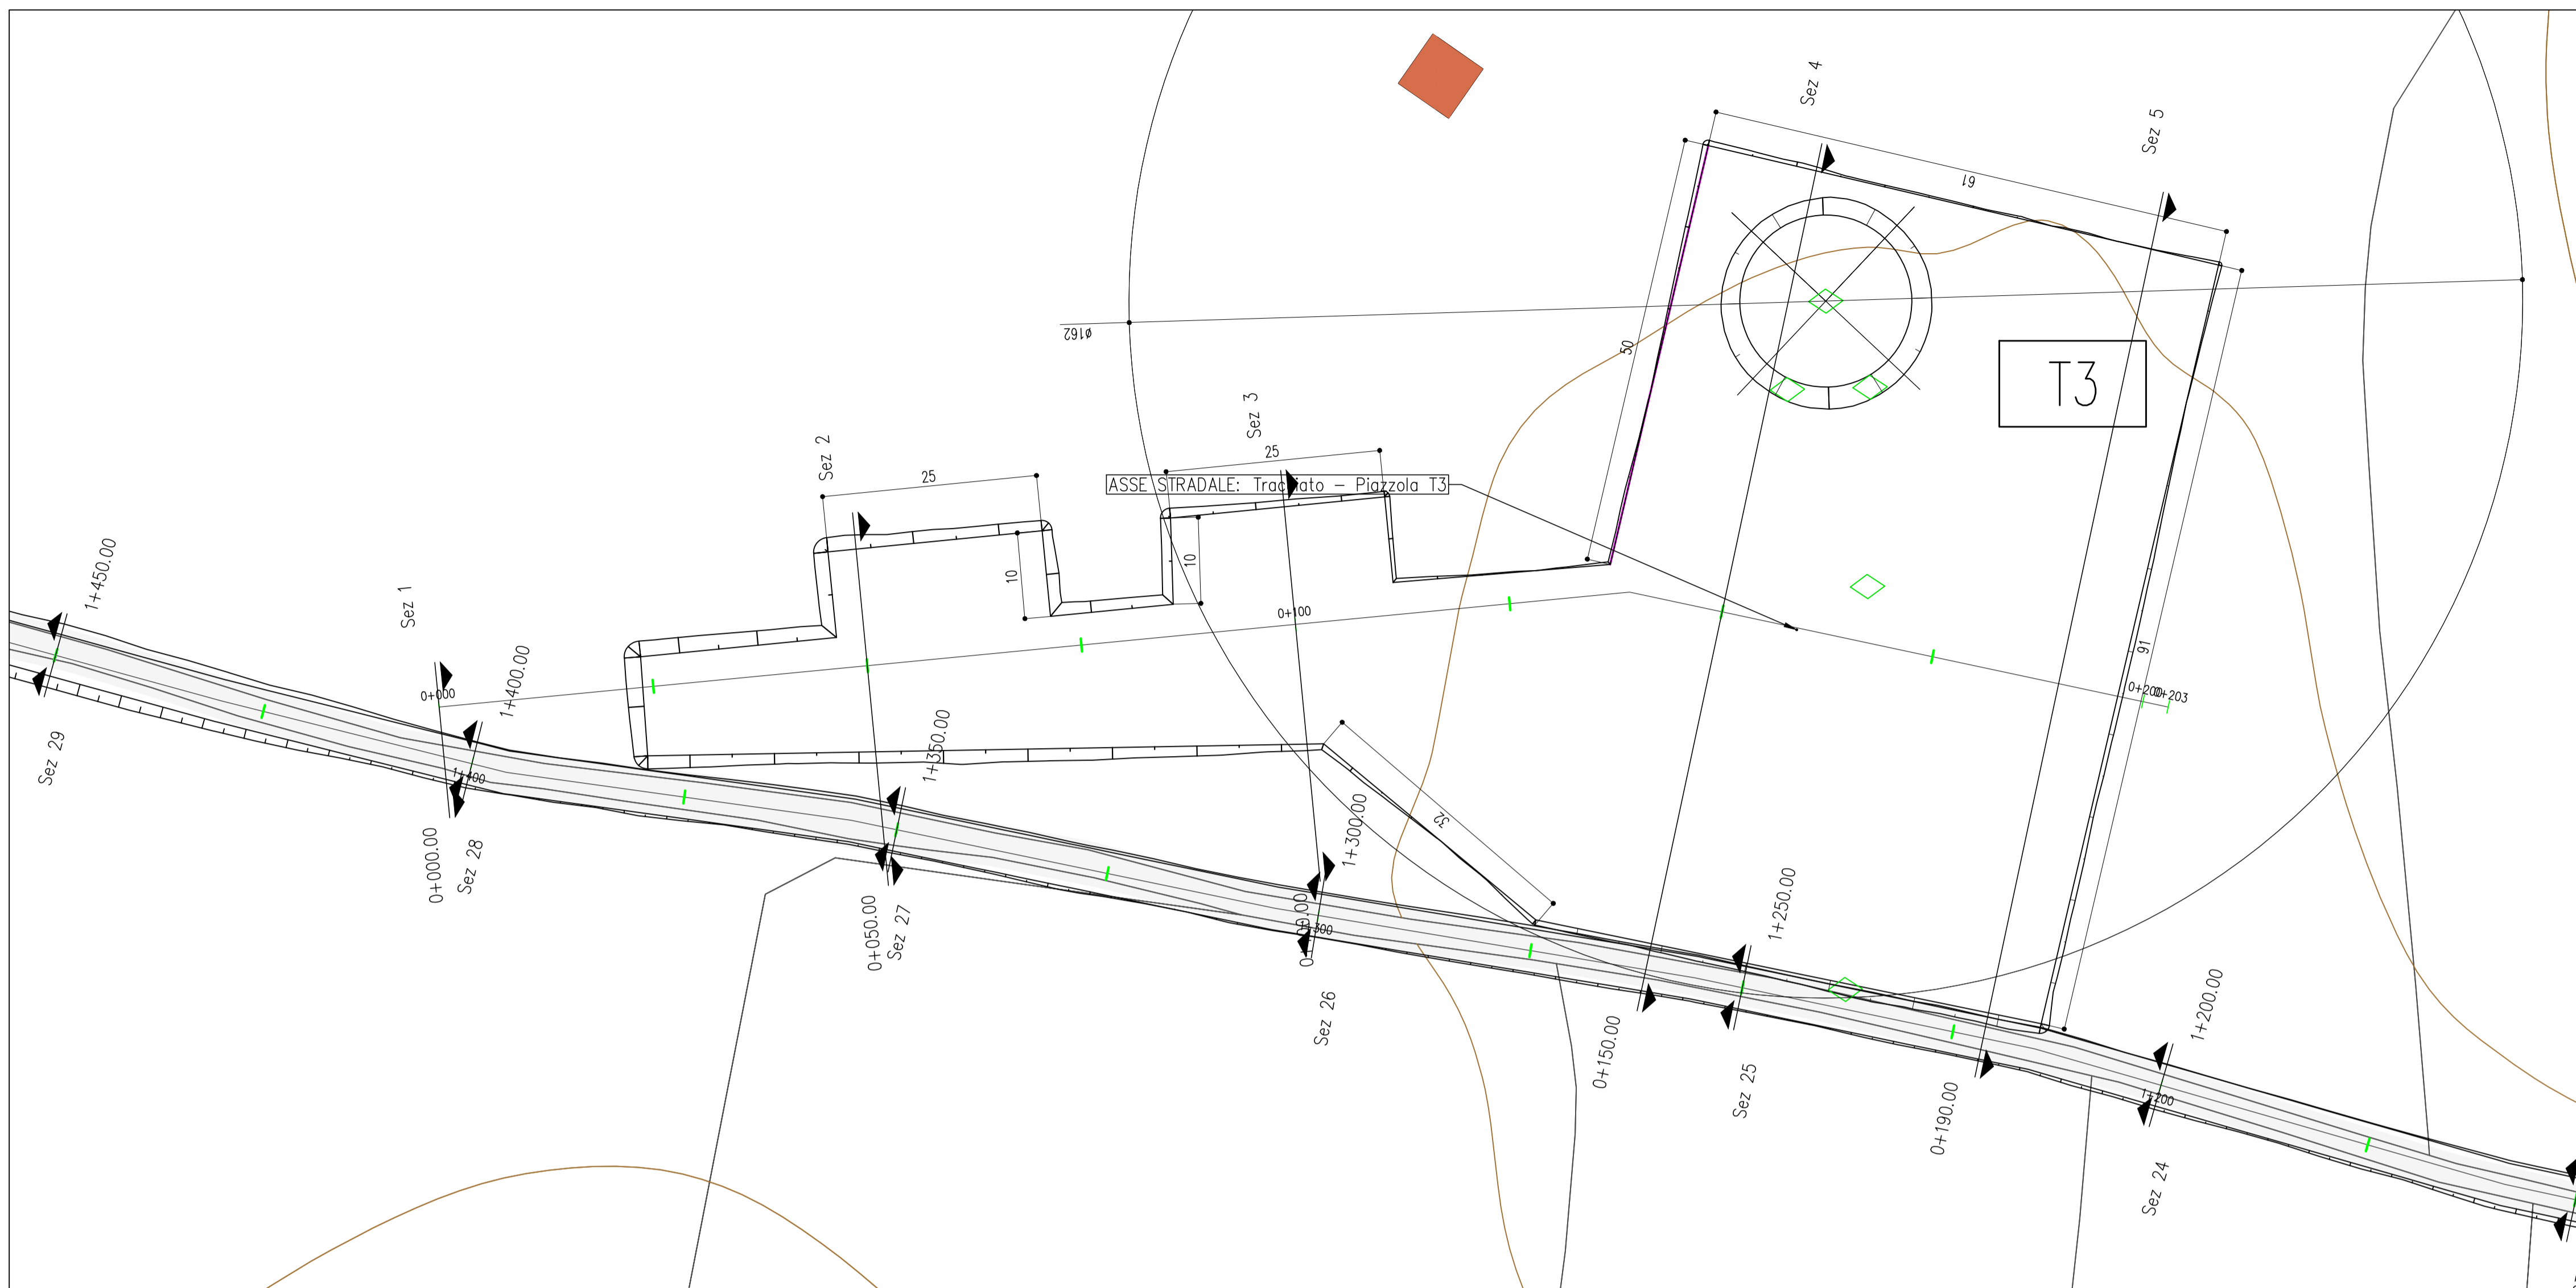 Sez 4
Sez 5
61
ø162
50
T3
Sez 3
Sez 2
25
25
ASSE STRADALE: Tracciato – Piazzola T3
10
10
1+450.00
Sez 1
0+100
1+400.00
0+000
91
0+200
0+203
1+350.00
Sez 29
1+400
32
1+300.00
0+000.00
Sez 28
1+250.00
0+050.00
Sez 27
1+300
1+200.00
Sez 26
0+150.00
Sez 25
0+190.00
1+200
Sez 24